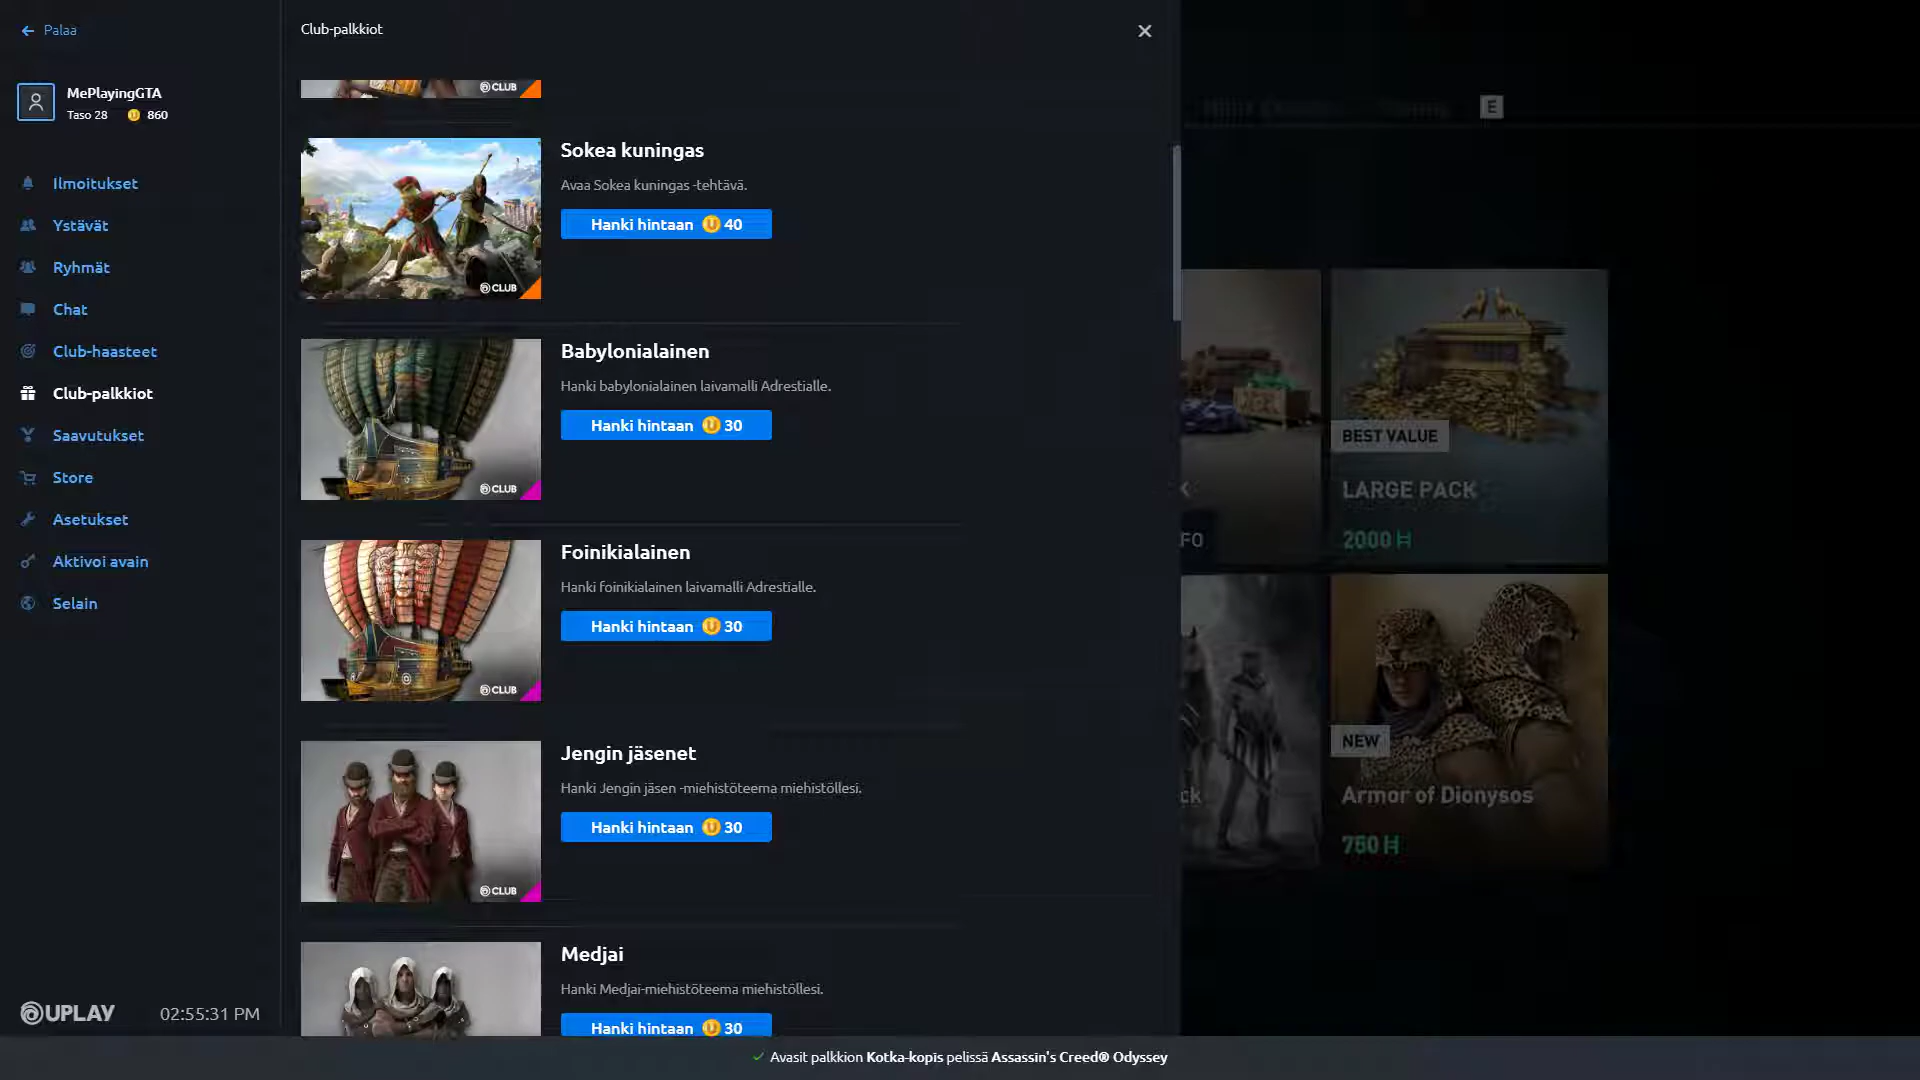 Palaa
MePlayingGTA
Taso 28
860
Ilmoitukset
Ystävät
Ryhmät
Chat
Club-haasteet
Club-palkkiot
Saavutukset
Store
Asetukset
Aktivoi avain
Selain
UPLAY
02:55:31 PM
Club-palkkiot
CLUB
Sokea kuningas
Avaa Sokea kuningas -tehtävä.
Hanki hintaan 40
CLUB
Babylonialainen
Hanki babylonialainen laivamalli Adrestialle.
Hanki hintaan 30
CLUB
Foinikialainen
Hanki foinikialainen laivamalli Adrestialle.
Hanki hintaan 30
CLUB
Jengin jäsenet
Hanki Jengin jäsen -miehistöteema miehistöllesi.
Hanki hintaan 30
CLUB
Medjai
Hanki Medjai-miehistöteema miehistöllesi.
Hanki hintaan 30
E
BEST VALUE
LARGE PACK
2000
NEW
Armor of Dionysos
750
Avasit palkkion Kotka-kopis pelissä Assassin's Creed® Odyssey